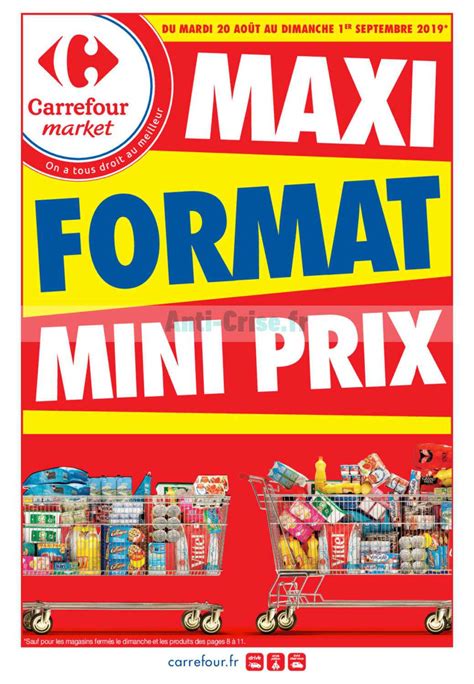 DU MARDI 20 AOÛT AU DIMANCHE 1ER SEPTEMBRE 2019*
Carrefour
market
On a tous droit au meilleur
MAXI
FORMAT
Anti-Crise.fr
MINI PRIX
Vittel
Vittel
*Sauf pour les magasins fermés le dimanche et les produits des pages 8 à 11.
carrefour.fr
drive